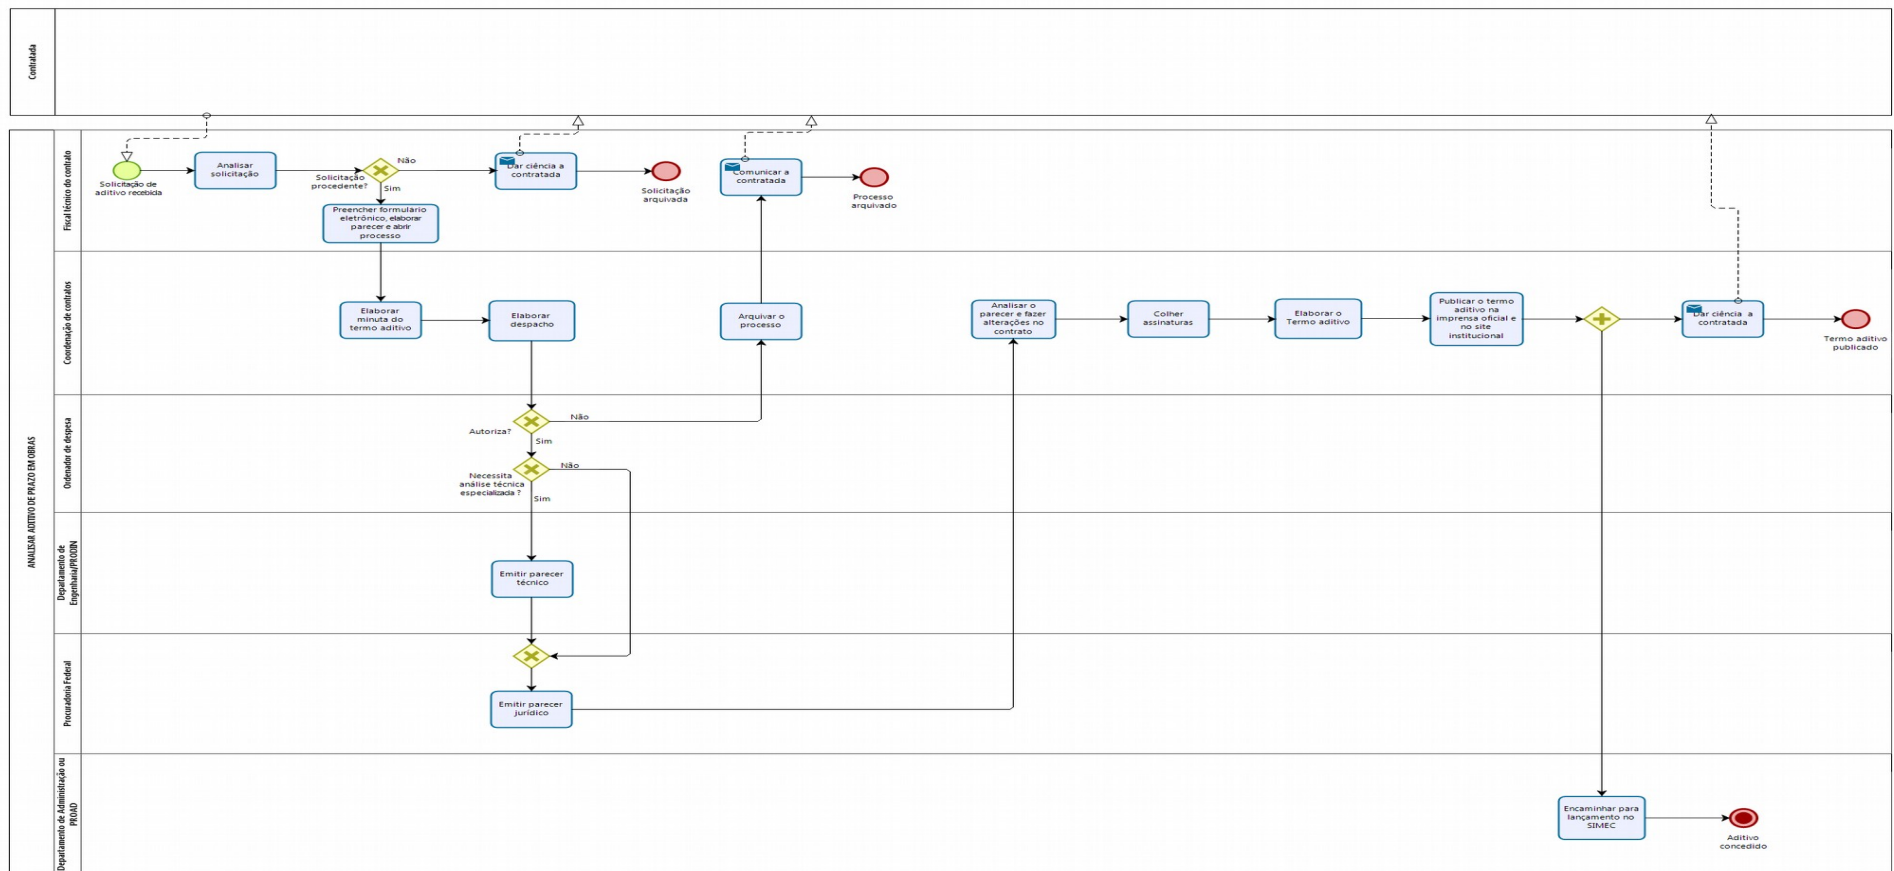 Contratada
ANALISAR ADITIVO DE PRAZO EM OBRAS
Fiscal técnico do contrato
Solicitação de
aditivo recebida
Analisar
solicitação
Solicitação
procedente?
Não
Sim
Dar ciência a
contratada
Solicitação
arquivada
Comunicar a
contratada
Processo
arquivado
Preencher formulário
eletrônico, elaborar
parecer e abrir
processo
Coordenação de contratos
Elaborar
minuta do
termo aditivo
Elaborar
despacho
Arquivar o
processo
Analisar o
parecer e fazer
alterações no
contrato
Colher
assinaturas
Elaborar o
Termo aditivo
Publicar o termo
aditivo na
imprensa oficial e
no site
institucional
Dar ciência a
contratada
Termo aditivo
publicado
Ordenador de despesa
Autoriza?
Não
Sim
Necessita
análise técnica
especializada ?
Não
Sim
Departamento de
Engenharia/PRODIN
Emitir parecer
técnico
Procuradoria Federal
Emitir parecer
jurídico
Departamento de Administração ou
PROAD
Encaminhar para
lançamento no
SIMEC
Aditivo
concedido